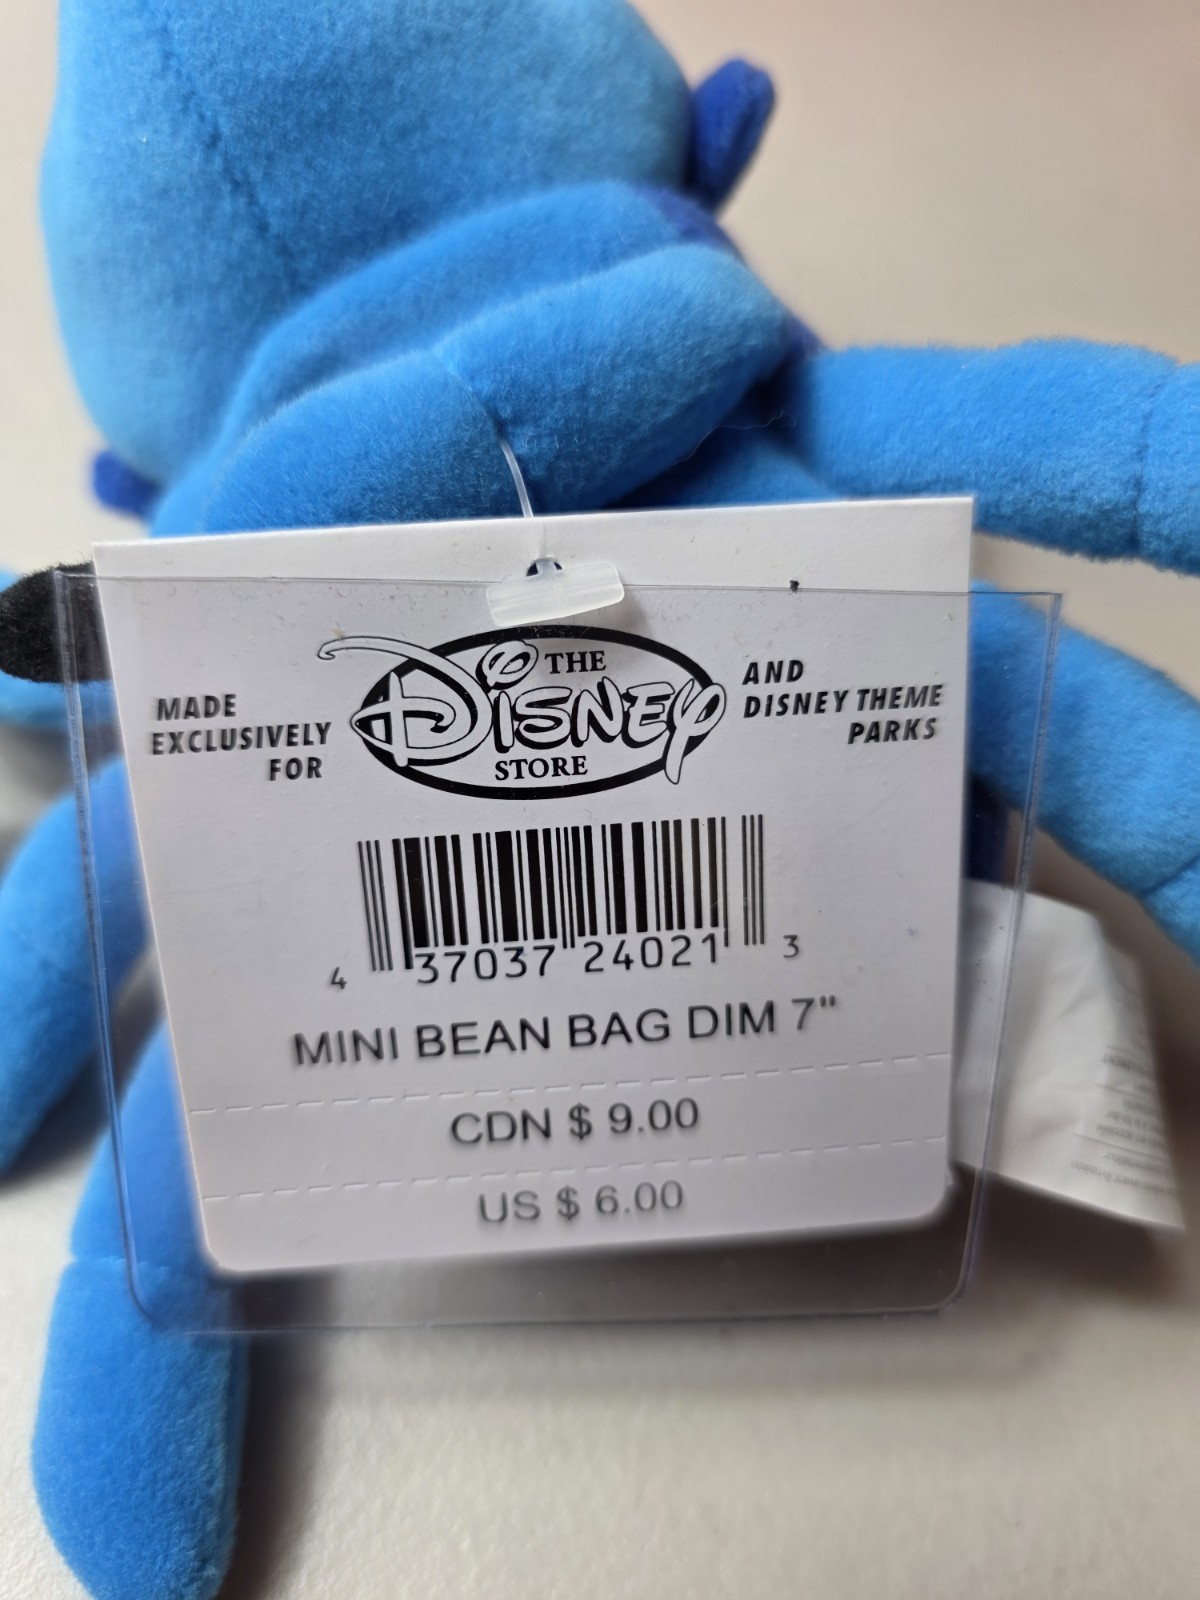 MADE
EXCLUSIVELY
FOR
THE
DISNEY
STORE
AND
DISNEY THEME
PARKS
4 37037 24021 3
MINI BEAN BAG DIM 7"
CDN $ 9.00
US $ 6.00